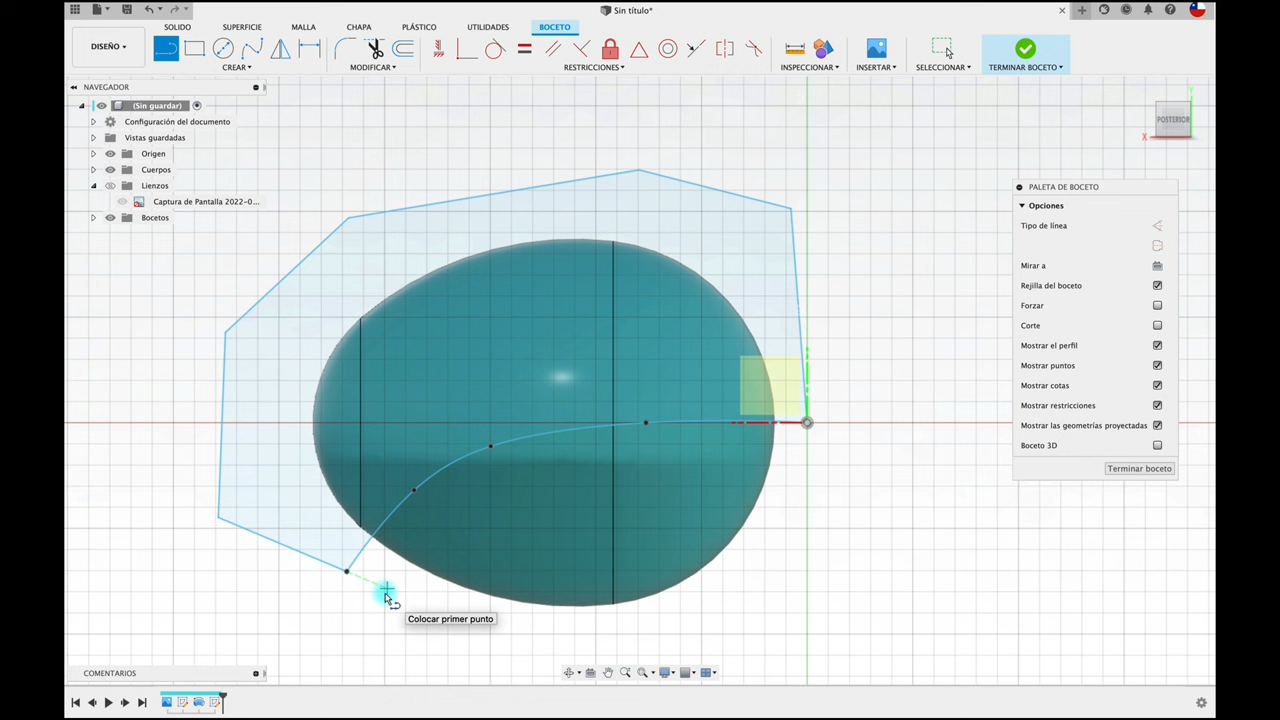 Sin título*
SÓLIDO SUPERFICIE MALLA CHAPA PLÁSTICO UTILIDADES BOCETO
DISEÑO
CREAR MODIFICAR RESTRICCIONES INSPECCIONAR INSERTAR SELECCIONAR TERMINAR BOCETO
NAVEGADOR
(Sin guardar)
Configuración del documento
Vistas guardadas
Origen
Cuerpos
Lienzos
Captura de Pantalla 2022-0...
Bocetos
Y
POSTERIOR
X
PALETA DE BOCETO
Opciones
Tipo de línea
Mirar a
Rejilla del boceto
Forzar
Corte
Mostrar el perfil
Mostrar puntos
Mostrar cotas
Mostrar restricciones
Mostrar las geometrías proyectadas
Boceto 3D
Terminar boceto
Colocar primer punto
COMENTARIOS